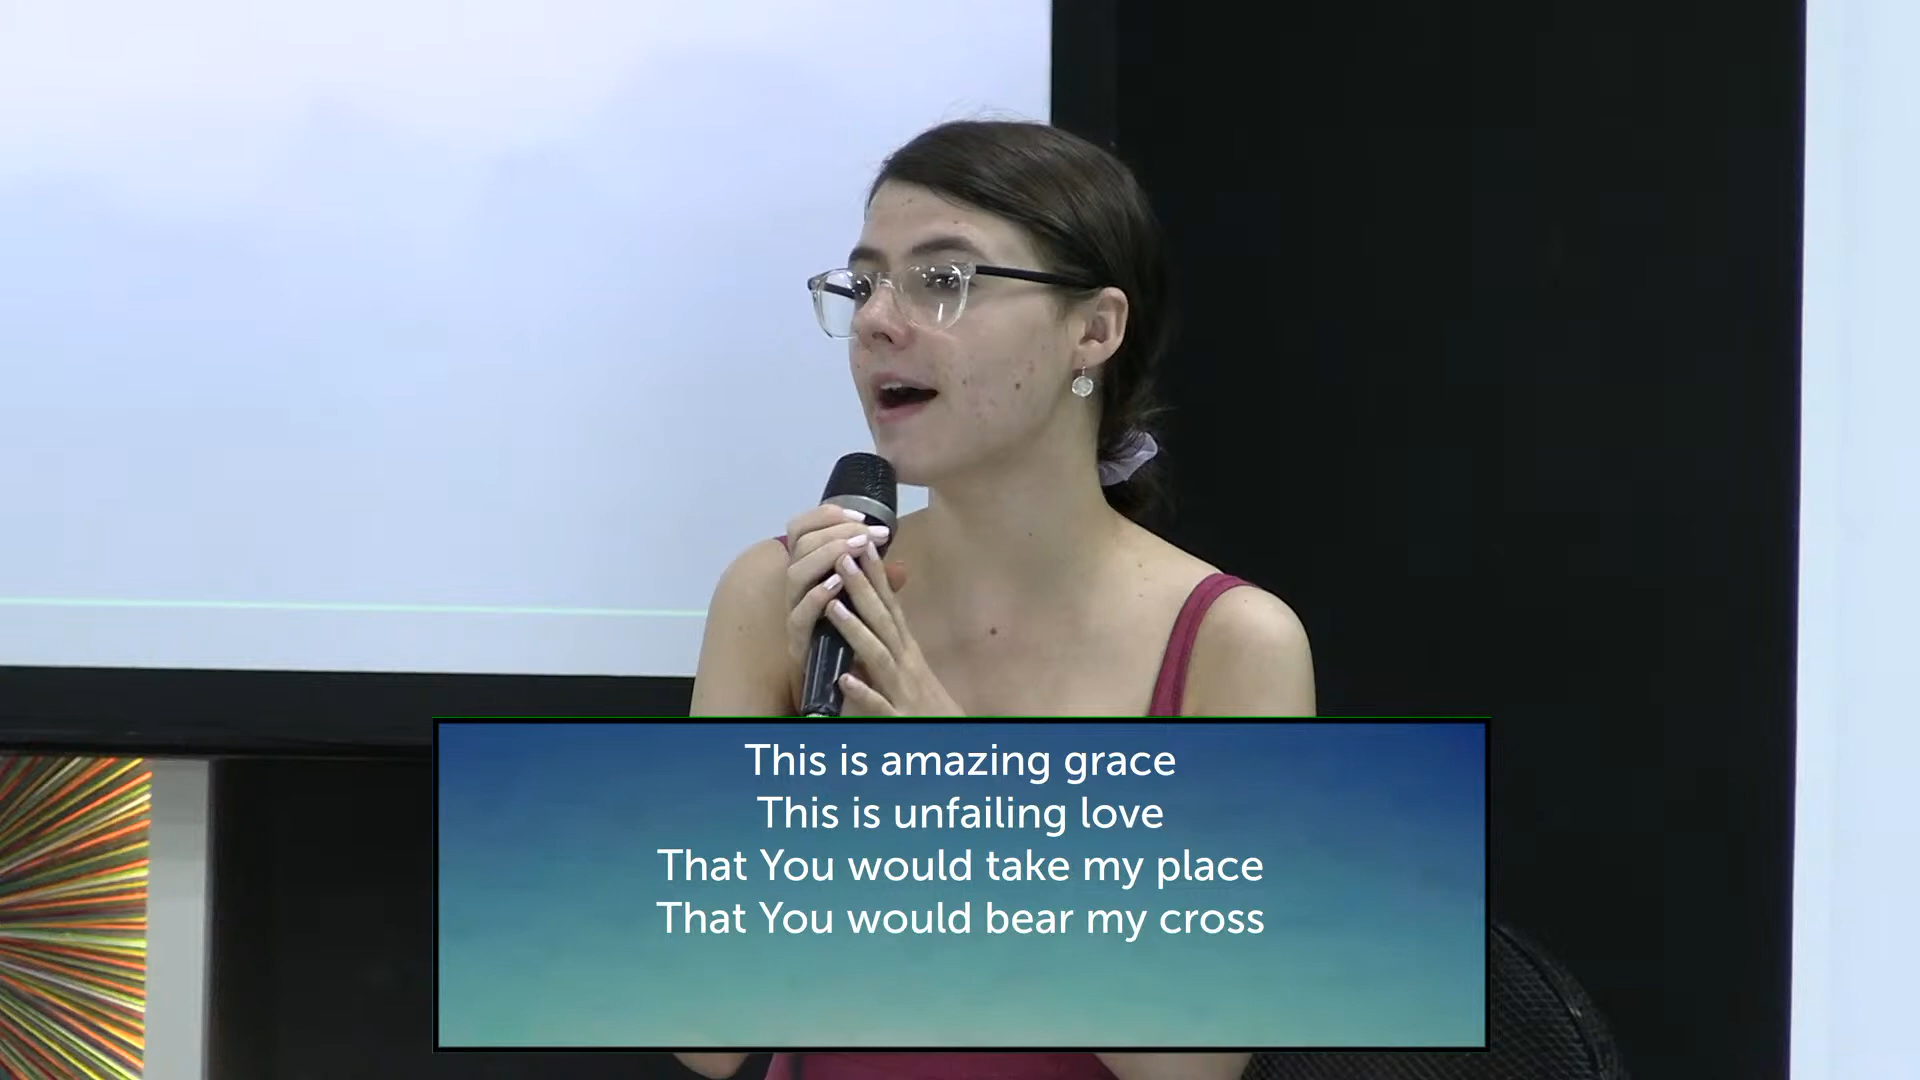 This is amazing grace
This is unfailing love
That You would take my place
That You would bear my cross